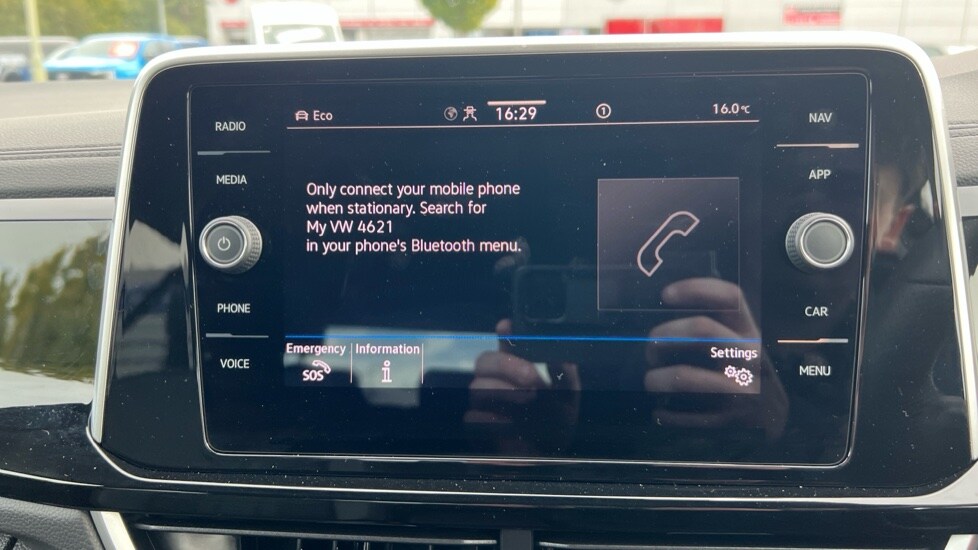 RADIO
MEDIA
PHONE
VOICE
Eco
16:29
1
16.0°C
Only connect your mobile phone
when stationary. Search for
My VW 4621
in your phone's Bluetooth menu.
Emergency
SOS
Information
i
Settings
NAV
APP
CAR
MENU